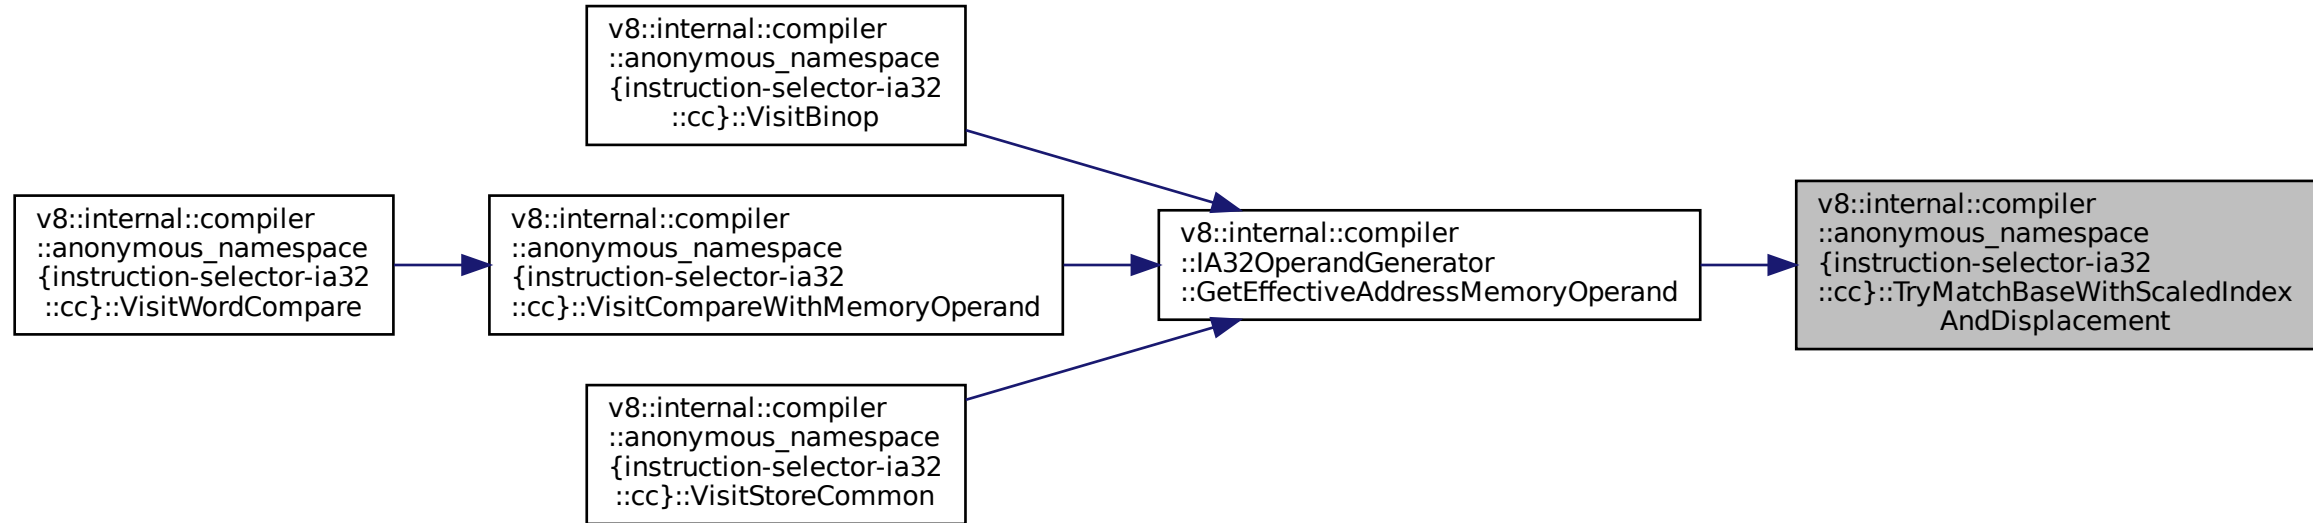 v8::internal::compiler
::anonymous_namespace
{instruction-selector-ia32
::cc}::VisitBinop
v8::internal::compiler
::anonymous_namespace
{instruction-selector-ia32
::cc}::VisitWordCompare
v8::internal::compiler
::anonymous_namespace
{instruction-selector-ia32
::cc}::VisitCompareWithMemoryOperand
v8::internal::compiler
::IA32OperandGenerator
::GetEffectiveAddressMemoryOperand
v8::internal::compiler
::anonymous_namespace
{instruction-selector-ia32
::cc}::TryMatchBaseWithScaledIndex
AndDisplacement
v8::internal::compiler
::anonymous_namespace
{instruction-selector-ia32
::cc}::VisitStoreCommon